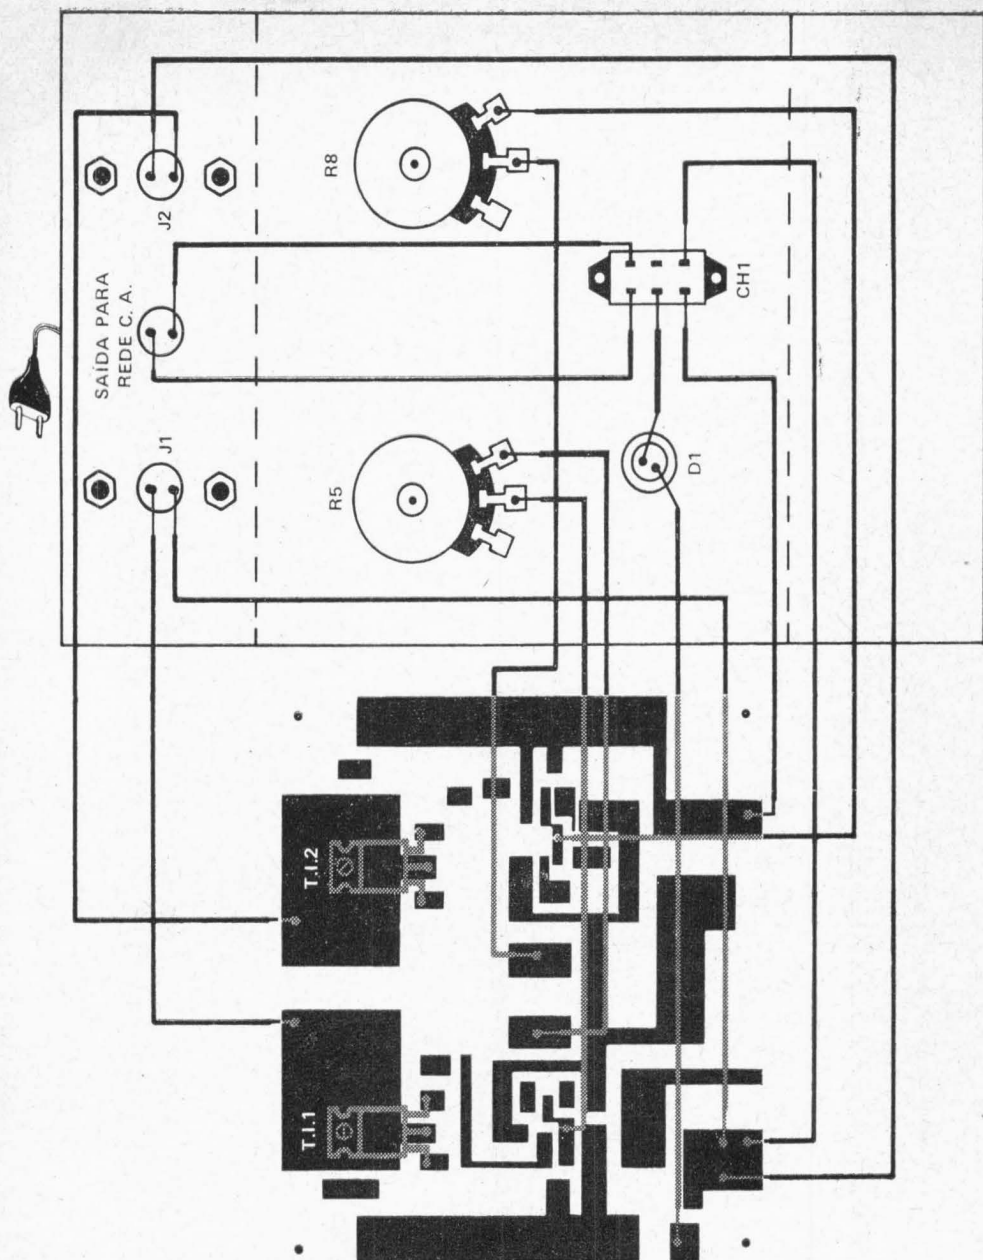 J2
SAÍDA PARA
REDE C. A.
J1
R8
R5
CH1
D1
T.I.2
T.I.1